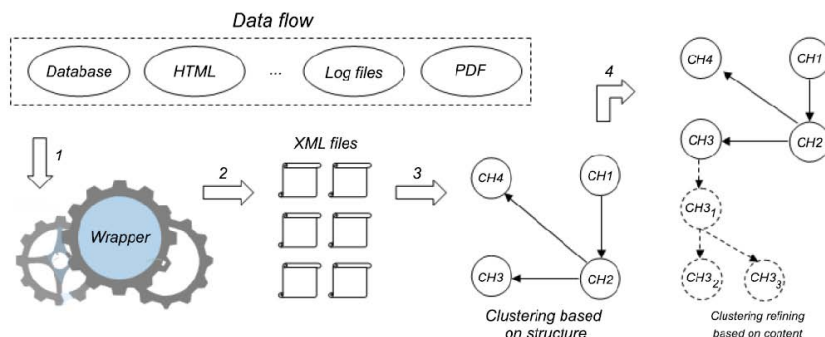 Data flow
Database
HTML
...
Log files
PDF
1
Wrapper
2
XML files
3
CH4
CH1
CH3
CH2
Clustering based
on structure
4
CH4
CH1
CH3
CH2
CH3₁
CH3₂
CH3₃
Clustering refining
based on content